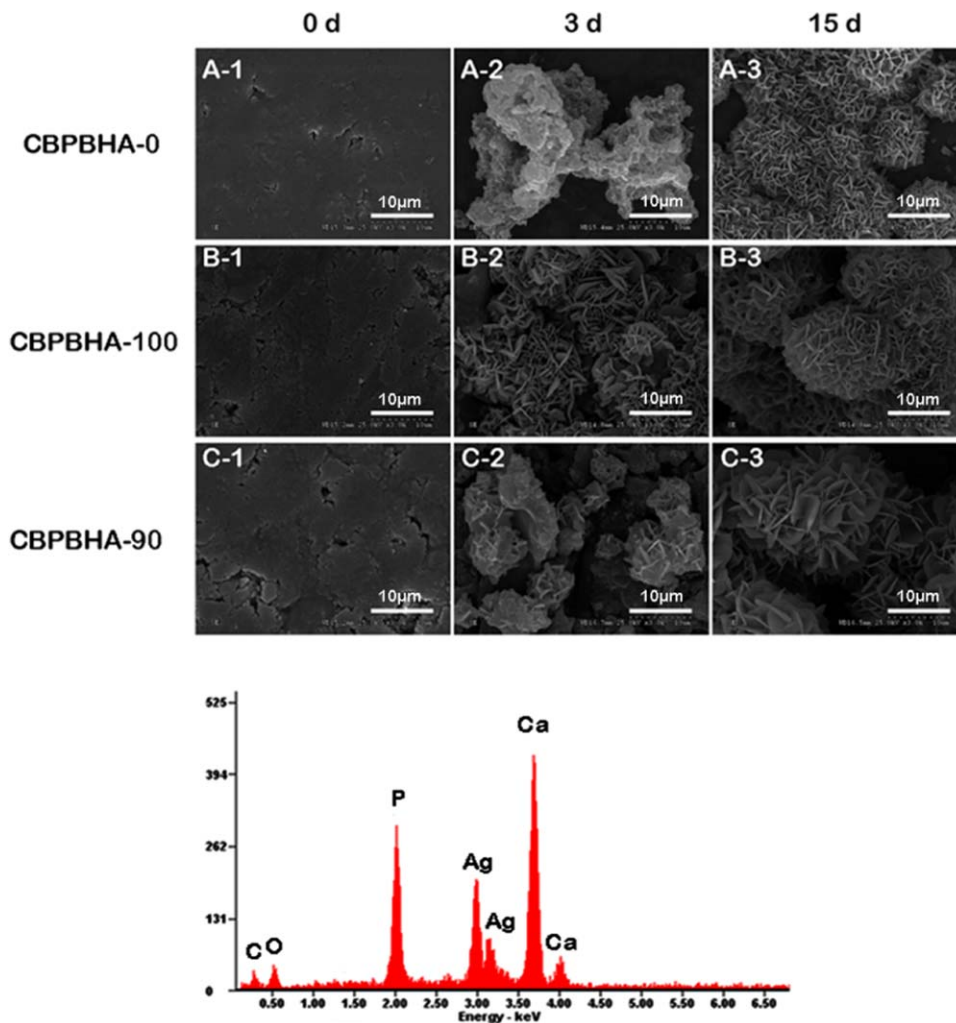 0 d 3 d 15 d
CBPBHA-0
A-1 A-2 A-3
10μm 10μm 10μm
CBPBHA-100
B-1 B-2 B-3
10μm 10μm 10μm
CBPBHA-90
C-1 C-2 C-3
10μm 10μm 10μm
525
394
262
131
0
C O P Ag Ag Ca Ca
0.50 1.00 1.50 2.00 2.50 3.00 3.50 4.00 4.50 5.00 5.50 6.00 6.50
Energy - keV